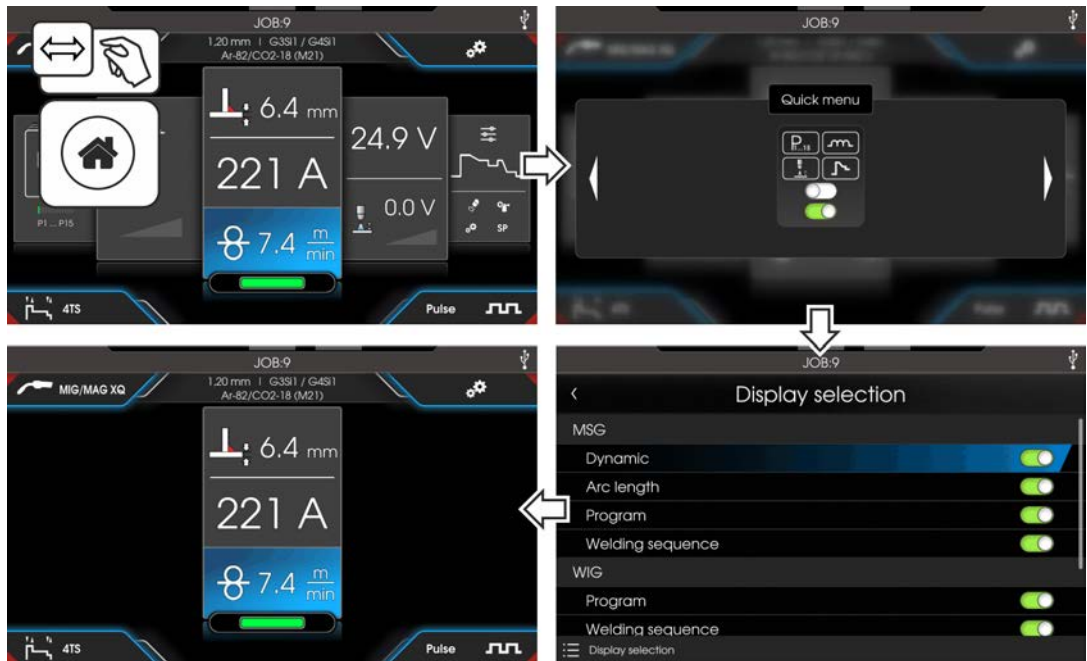 JOB:9
1,20 mm I G3Si1 / G4Si1
Ar-82/CO2-18 (M21)
6.4 mm
221 A
7.4 m
min
24.9 V
0.0 V
SP
P1 ... P15
4TS
Pulse
JOB:9
Quick menu
P1...15
JOB:9
MIG/MAG XQ
1,20 mm I G3Si1 / G4Si1
Ar-82/CO2-18 (M21)
6.4 mm
221 A
7.4 m
min
4TS
Pulse
JOB:9
Display selection
MSG
Dynamic
Arc length
Program
Welding sequence
WIG
Program
Welding sequence
Display selection